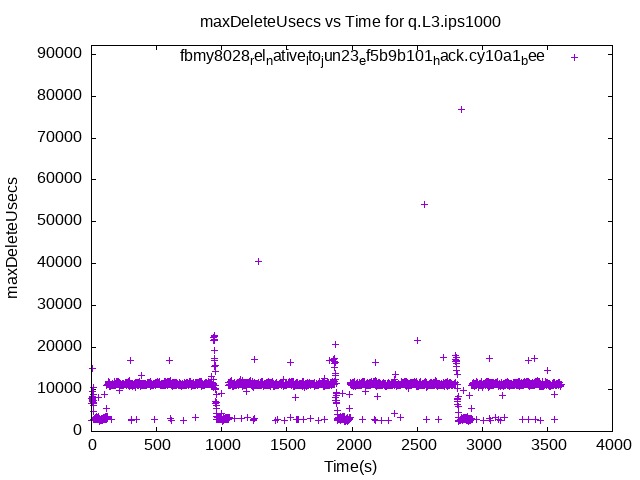 maxDeleteUsecs vs Time for q.L3.ips1000
fbmy8028relnativeltojun23ef5b9b101hack.cy10a1bee
90000
80000
70000
60000
50000
40000
30000
20000
10000
0
maxDeleteUsecs
0 500 1000 1500 2000 2500 3000 3500 4000
Time(s)